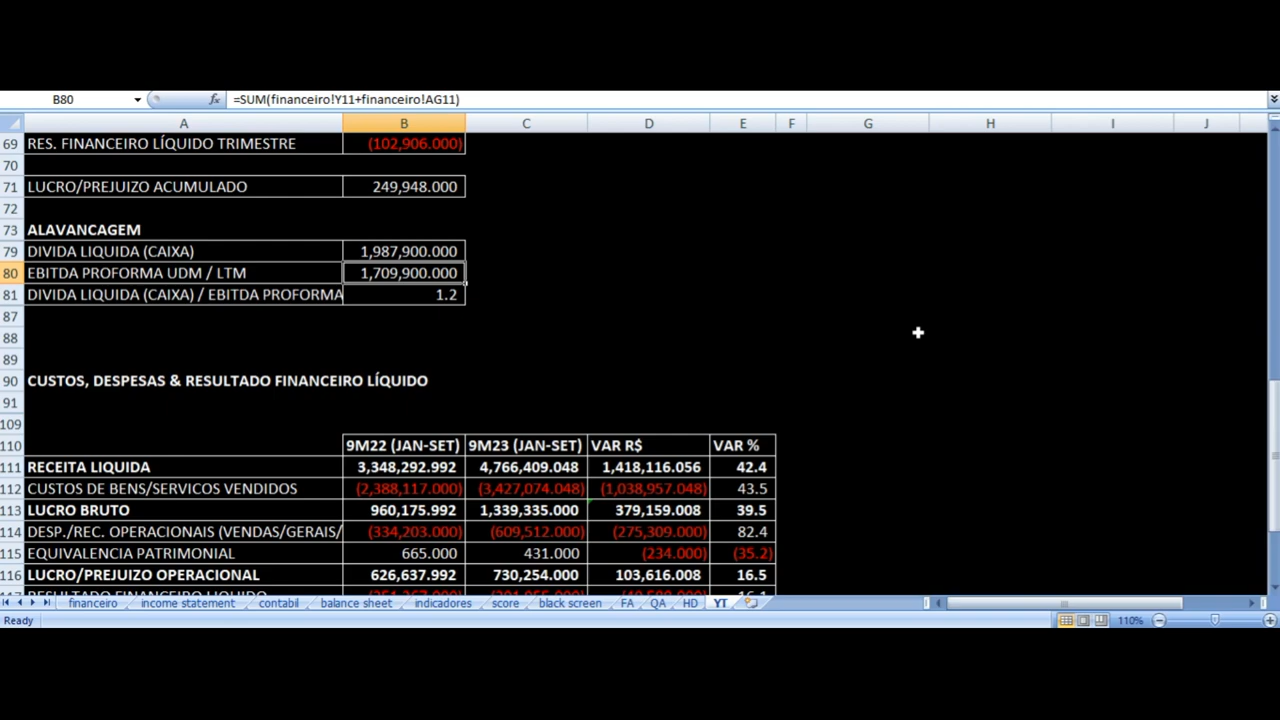 B80 fx =SUM(financeiro!Y11+financeiro!AG11)
A B C D E F G H I J
69 RES. FINANCEIRO LÍQUIDO TRIMESTRE (102,906.000)
70
71 LUCRO/PREJUIZO ACUMULADO 249,948.000
72
73 ALAVANCAGEM
79 DIVIDA LIQUIDA (CAIXA) 1,987,900.000
80 EBITDA PROFORMA UDM / LTM 1,709,900.000
81 DIVIDA LIQUIDA (CAIXA) / EBITDA PROFORMA 1.2
87
88
89
90 CUSTOS, DESPESAS & RESULTADO FINANCEIRO LÍQUIDO
91
109
110 9M22 (JAN-SET) 9M23 (JAN-SET) VAR R$ VAR %
111 RECEITA LIQUIDA 3,348,292.992 4,766,409.048 1,418,116.056 42.4
112 CUSTOS DE BENS/SERVICOS VENDIDOS (2,388,117.000) (3,427,074.048) (1,038,957.048) 43.5
113 LUCRO BRUTO 960,175.992 1,339,335.000 379,159.008 39.5
114 DESP./REC. OPERACIONAIS (VENDAS/GERAIS/ (334,203.000) (609,512.000) (275,309.000) 82.4
115 EQUIVALENCIA PATRIMONIAL 665.000 431.000 (234.000) (35.2)
116 LUCRO/PREJUIZO OPERACIONAL 626,637.992 730,254.000 103,616.008 16.5
financeiro income statement contabil balance sheet indicadores score black screen FA QA HD YT
Ready 110%